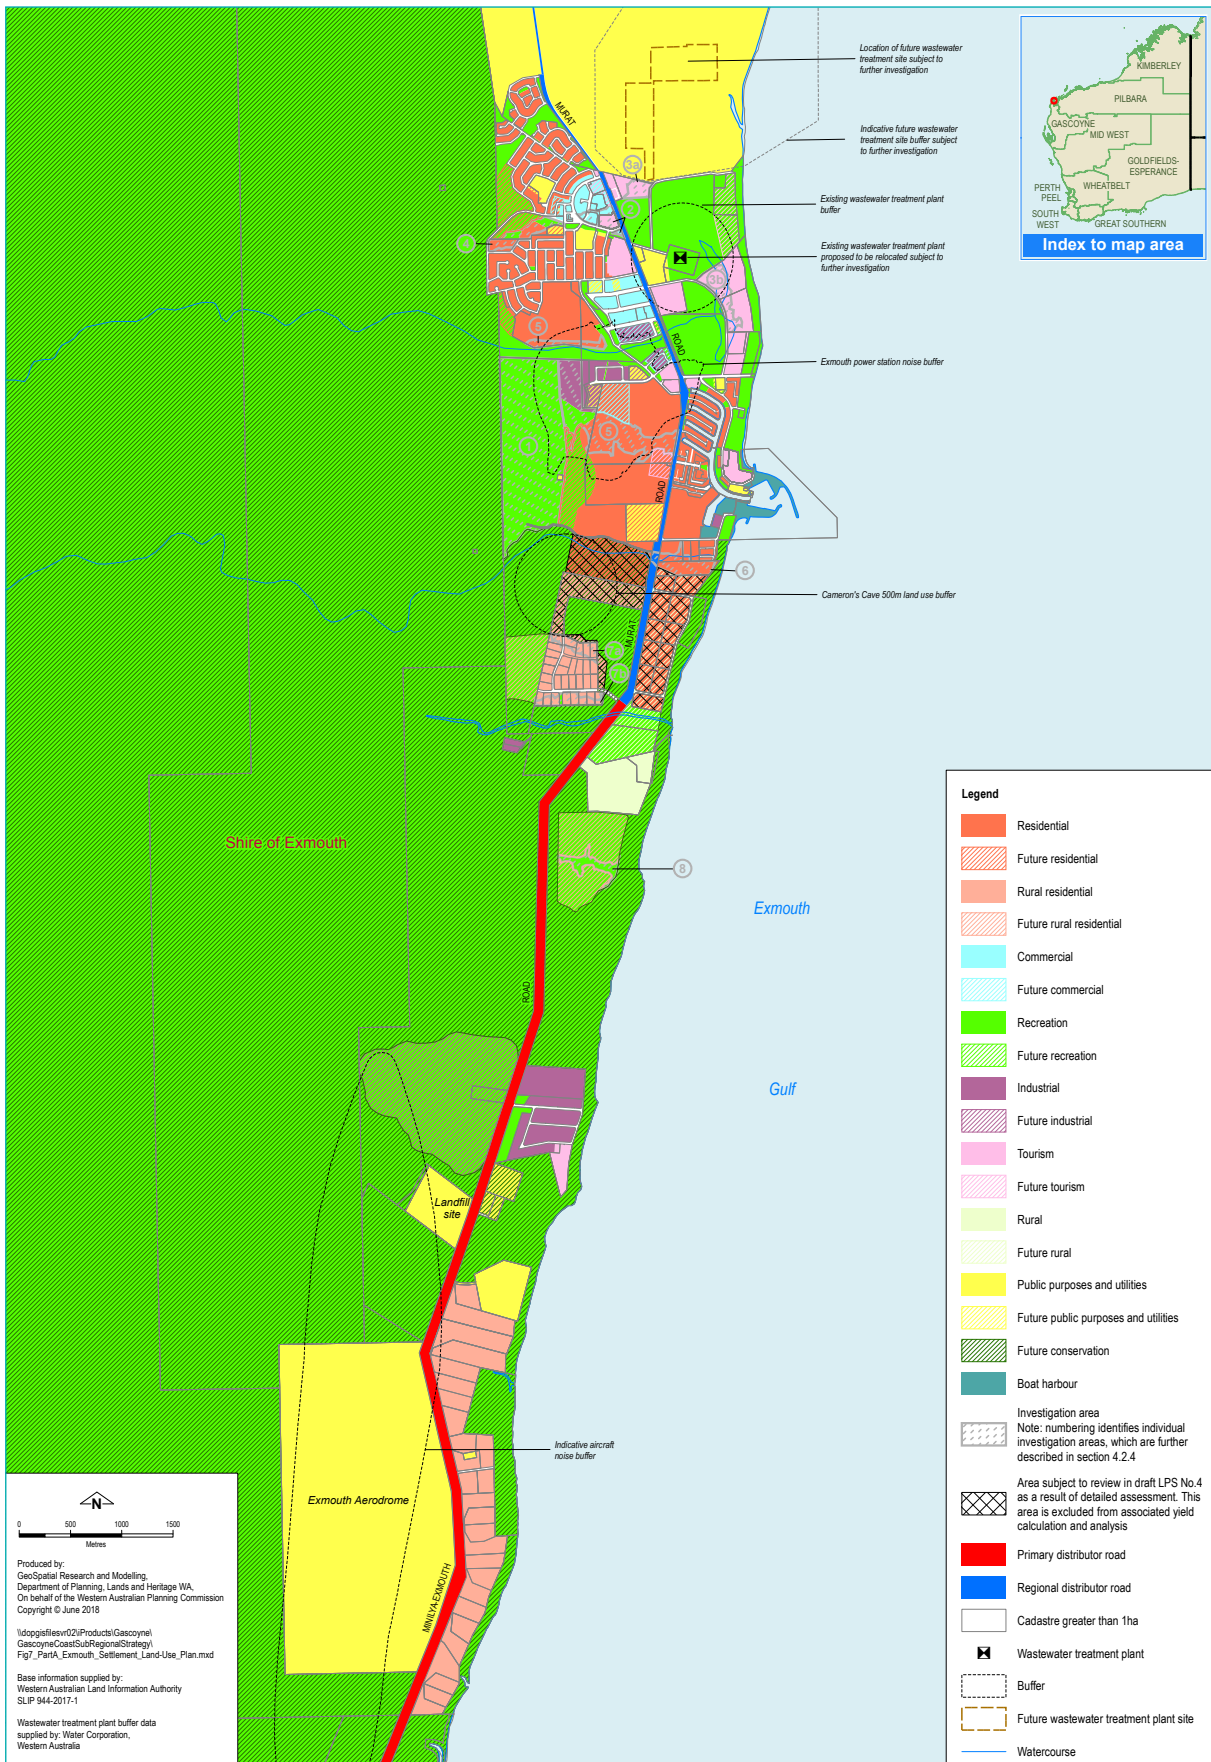 Location of future wastewater
treatment site subject to
further investigation
Indicative future wastewater
treatment site buffer subject
to further investigation
Existing wastewater treatment plant
buffer
Existing wastewater treatment plant
proposed to be relocated subject to
further investigation
Exmouth power station noise buffer
Cameron's Cave 500m land use buffer
KIMBERLEY
PILBARA
GASCOYNE
MID WEST
GOLDFIELDS-
ESPERANCE
PERTH
PEEL
WHEATBELT
SOUTH
WEST
GREAT SOUTHERN
Index to map area
MURAT
3a
2
4
3b
5
ROAD
1
5
ROAD
6
MURAT
Shire of Exmouth
8
Exmouth
Gulf
ROAD
Landfill
site
Indicative aircraft
noise buffer
Exmouth Aerodrome
MINILYA-EXMOUTH
Legend
Residential
Future residential
Rural residential
Future rural residential
Commercial
Future commercial
Recreation
Future recreation
Industrial
Future industrial
Tourism
Future tourism
Rural
Future rural
Public purposes and utilities
Future public purposes and utilities
Future conservation
Boat harbour
Investigation area
Note: numbering identifies individual
investigation areas, which are further
described in section 4.2.4
Area subject to review in draft LPS No.4
as a result of detailed assessment. This
area is excluded from associated yield
calculation and analysis
Primary distributor road
Regional distributor road
Cadastre greater than 1ha
Wastewater treatment plant
Buffer
Future wastewater treatment plant site
Watercourse
N
0 500 1000 1500
Metres
Produced by:
GeoSpatial Research and Modelling,
Department of Planning, Lands and Heritage WA,
On behalf of the Western Australian Planning Commission
Copyright © June 2018
\\dopgisfilesvr02\iProducts\Gascoyne\
GascoyneCoastSubRegionalStrategy\
Fig7_PartA_Exmouth_Settlement_Land-Use_Plan.mxd
Base information supplied by:
Western Australian Land Information Authority
SLIP 944-2017-1
Wastewater treatment plant buffer data
supplied by: Water Corporation,
Western Australia